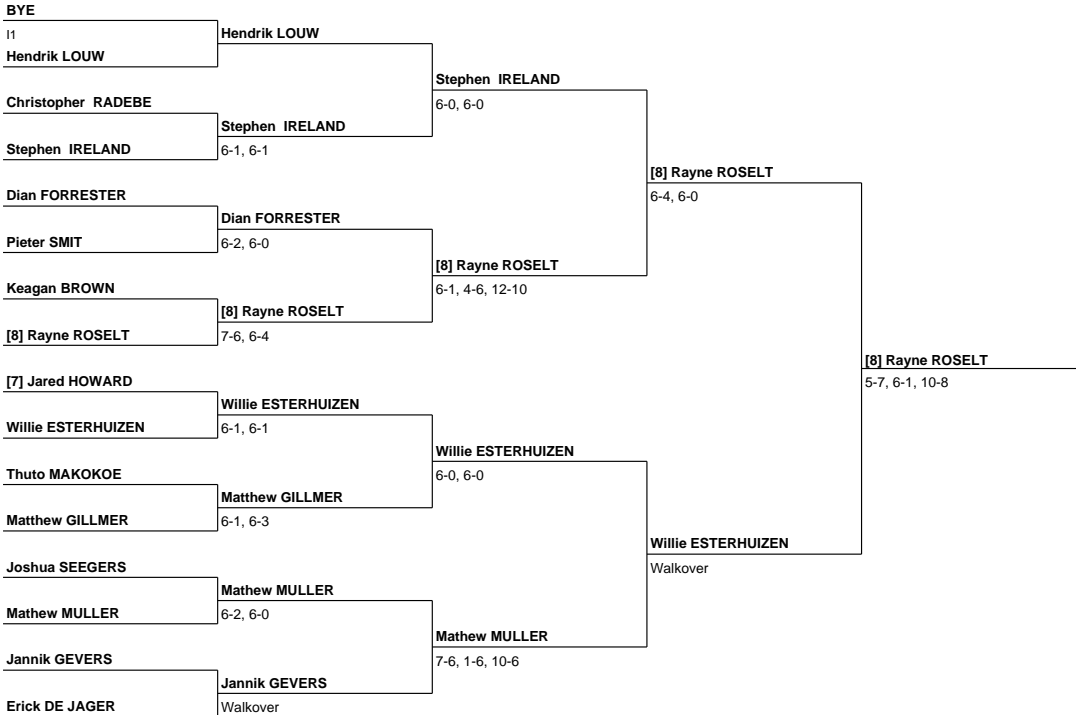 BYE
I1
Hendrik LOUW
Christopher RADEBE
Stephen IRELAND
Dian FORRESTER
Pieter SMIT
Keagan BROWN
[8] Rayne ROSELT
[7] Jared HOWARD
Willie ESTERHUIZEN
Thuto MAKOKOE
Matthew GILLMER
Joshua SEEGERS
Mathew MULLER
Jannik GEVERS
Erick DE JAGER
Hendrik LOUW
Stephen IRELAND
6-1, 6-1
Dian FORRESTER
6-2, 6-0
[8] Rayne ROSELT
7-6, 6-4
Willie ESTERHUIZEN
6-1, 6-1
Matthew GILLMER
6-1, 6-3
Mathew MULLER
6-2, 6-0
Jannik GEVERS
Walkover
Stephen IRELAND
6-0, 6-0
[8] Rayne ROSELT
6-1, 4-6, 12-10
Willie ESTERHUIZEN
6-0, 6-0
Mathew MULLER
7-6, 1-6, 10-6
[8] Rayne ROSELT
6-4, 6-0
Willie ESTERHUIZEN
Walkover
[8] Rayne ROSELT
5-7, 6-1, 10-8